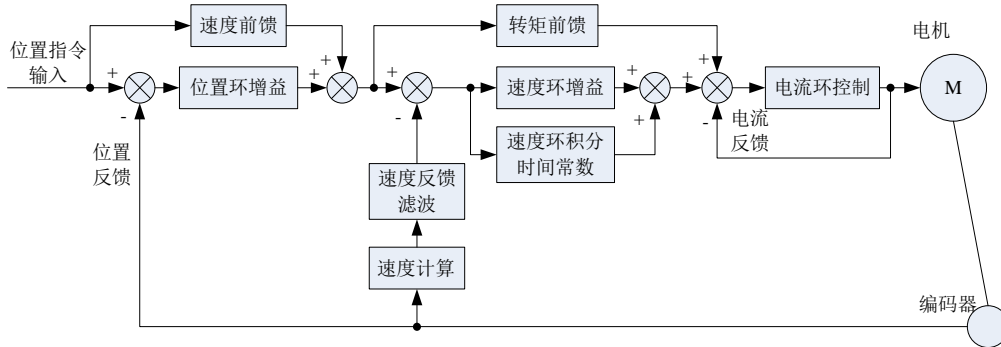 位置指令
输入
速度前馈
位置环增益
转矩前馈
速度环增益
速度环积分
时间常数
电流环控制
电机
M
电流
反馈
位置
反馈
速度反馈
滤波
速度计算
编码器
+
-
+
+
+
-
+
+
+
+
-